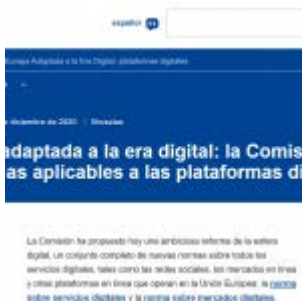 español es
Europa Adaptada a la Era Digital: plataformas digitales
diciembre de 2020 | Bruselas
adaptada a la era digital: la Comis
as aplicables a las plataformas di
La Comisión ha propuesto hoy una ambiciosa reforma de la esfera
digital, un conjunto completo de nuevas normas sobre todos los
servicios digitales, tales como las redes sociales, los mercados en línea
y otras plataformas en línea que operan en la Unión Europea: la norma
sobre servicios digitales y la norma sobre mercados digitales.